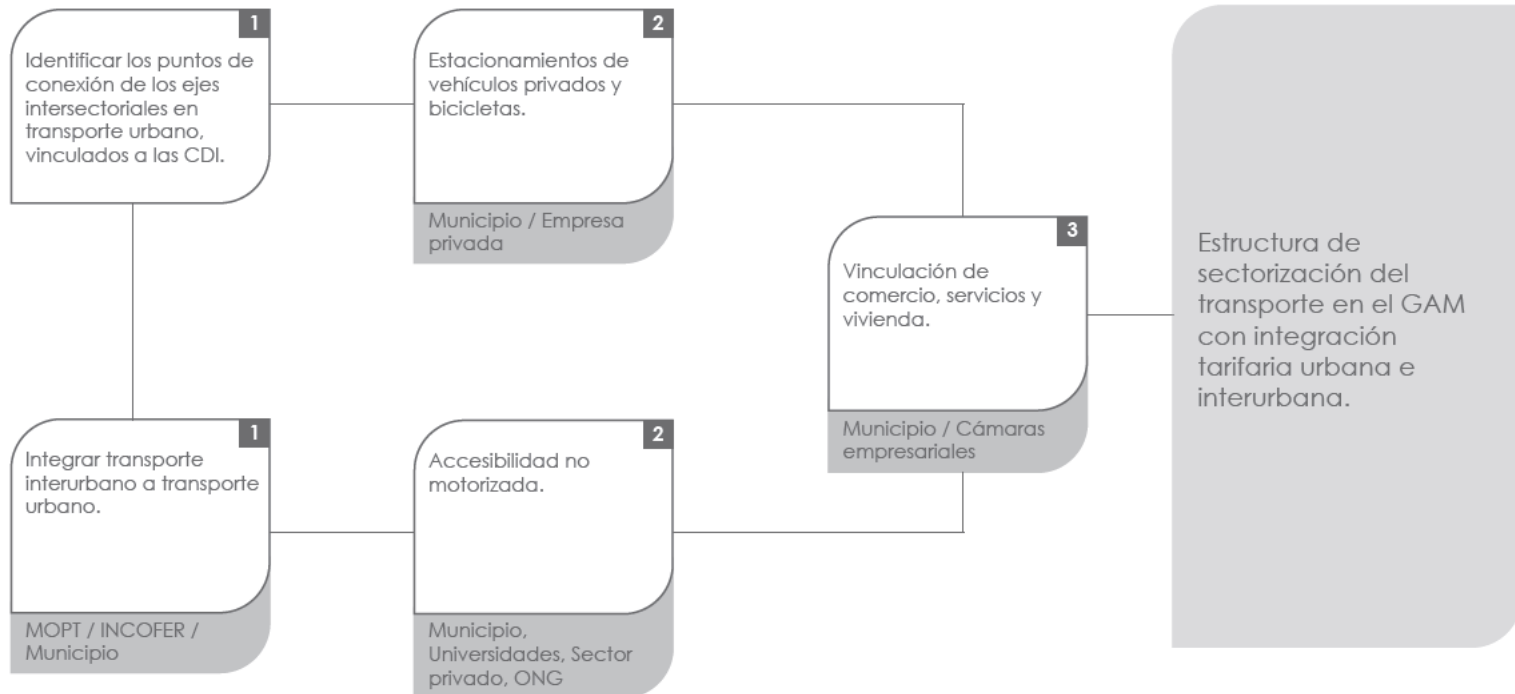 1
Identificar los puntos de
conexión de los ejes
intersectoriales en
transporte urbano,
vinculados a las CDI.
2
Estacionamientos de
vehículos privados y
bicicletas.
Municipio / Empresa
privada
1
Integrar transporte
interurbano a transporte
urbano.
MOPT / INCOFER /
Municipio
2
Accesibilidad no
motorizada.
Municipio,
Universidades, Sector
privado, ONG
3
Vinculación de
comercio, servicios y
vivienda.
Municipio / Cámaras
empresariales
Estructura de
sectorización del
transporte en el GAM
con integración
tarifaria urbana e
interurbana.